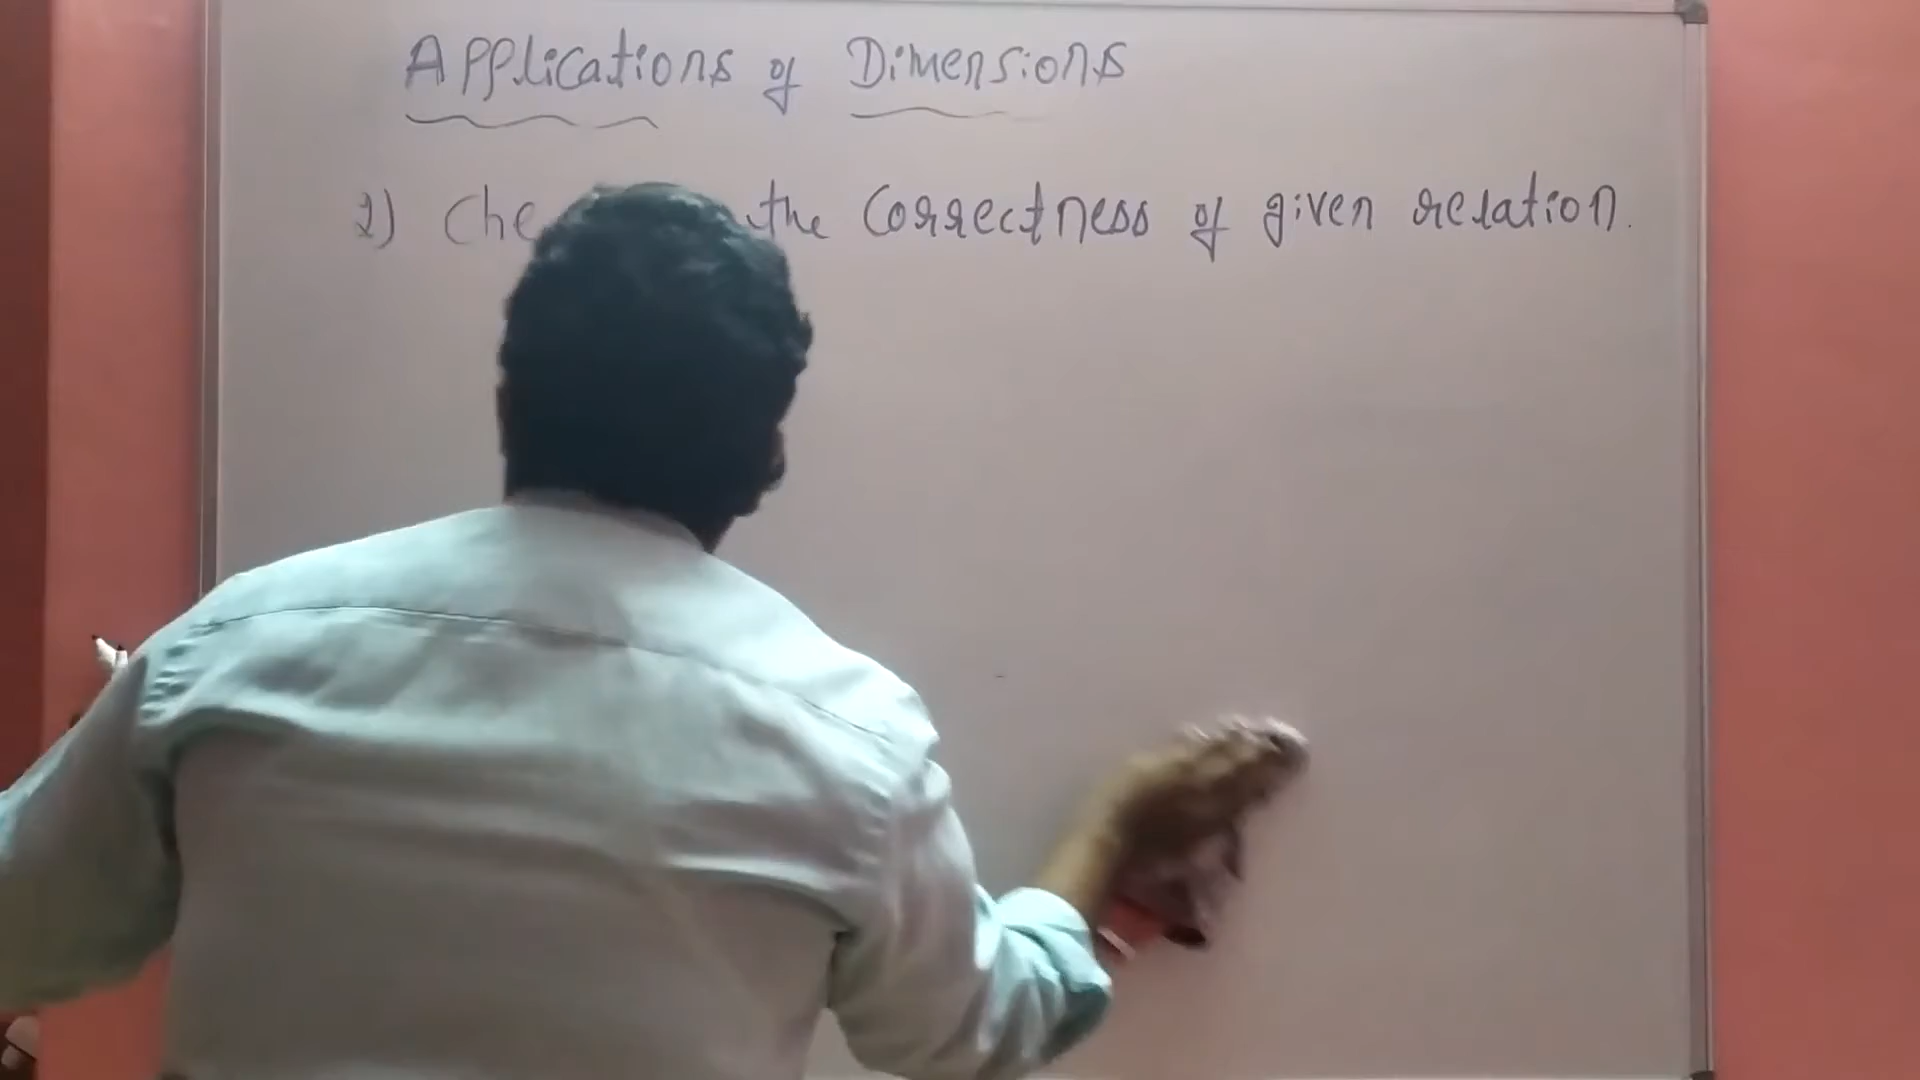 Applications of Dimensions
2) Che the Correctness of given relation.